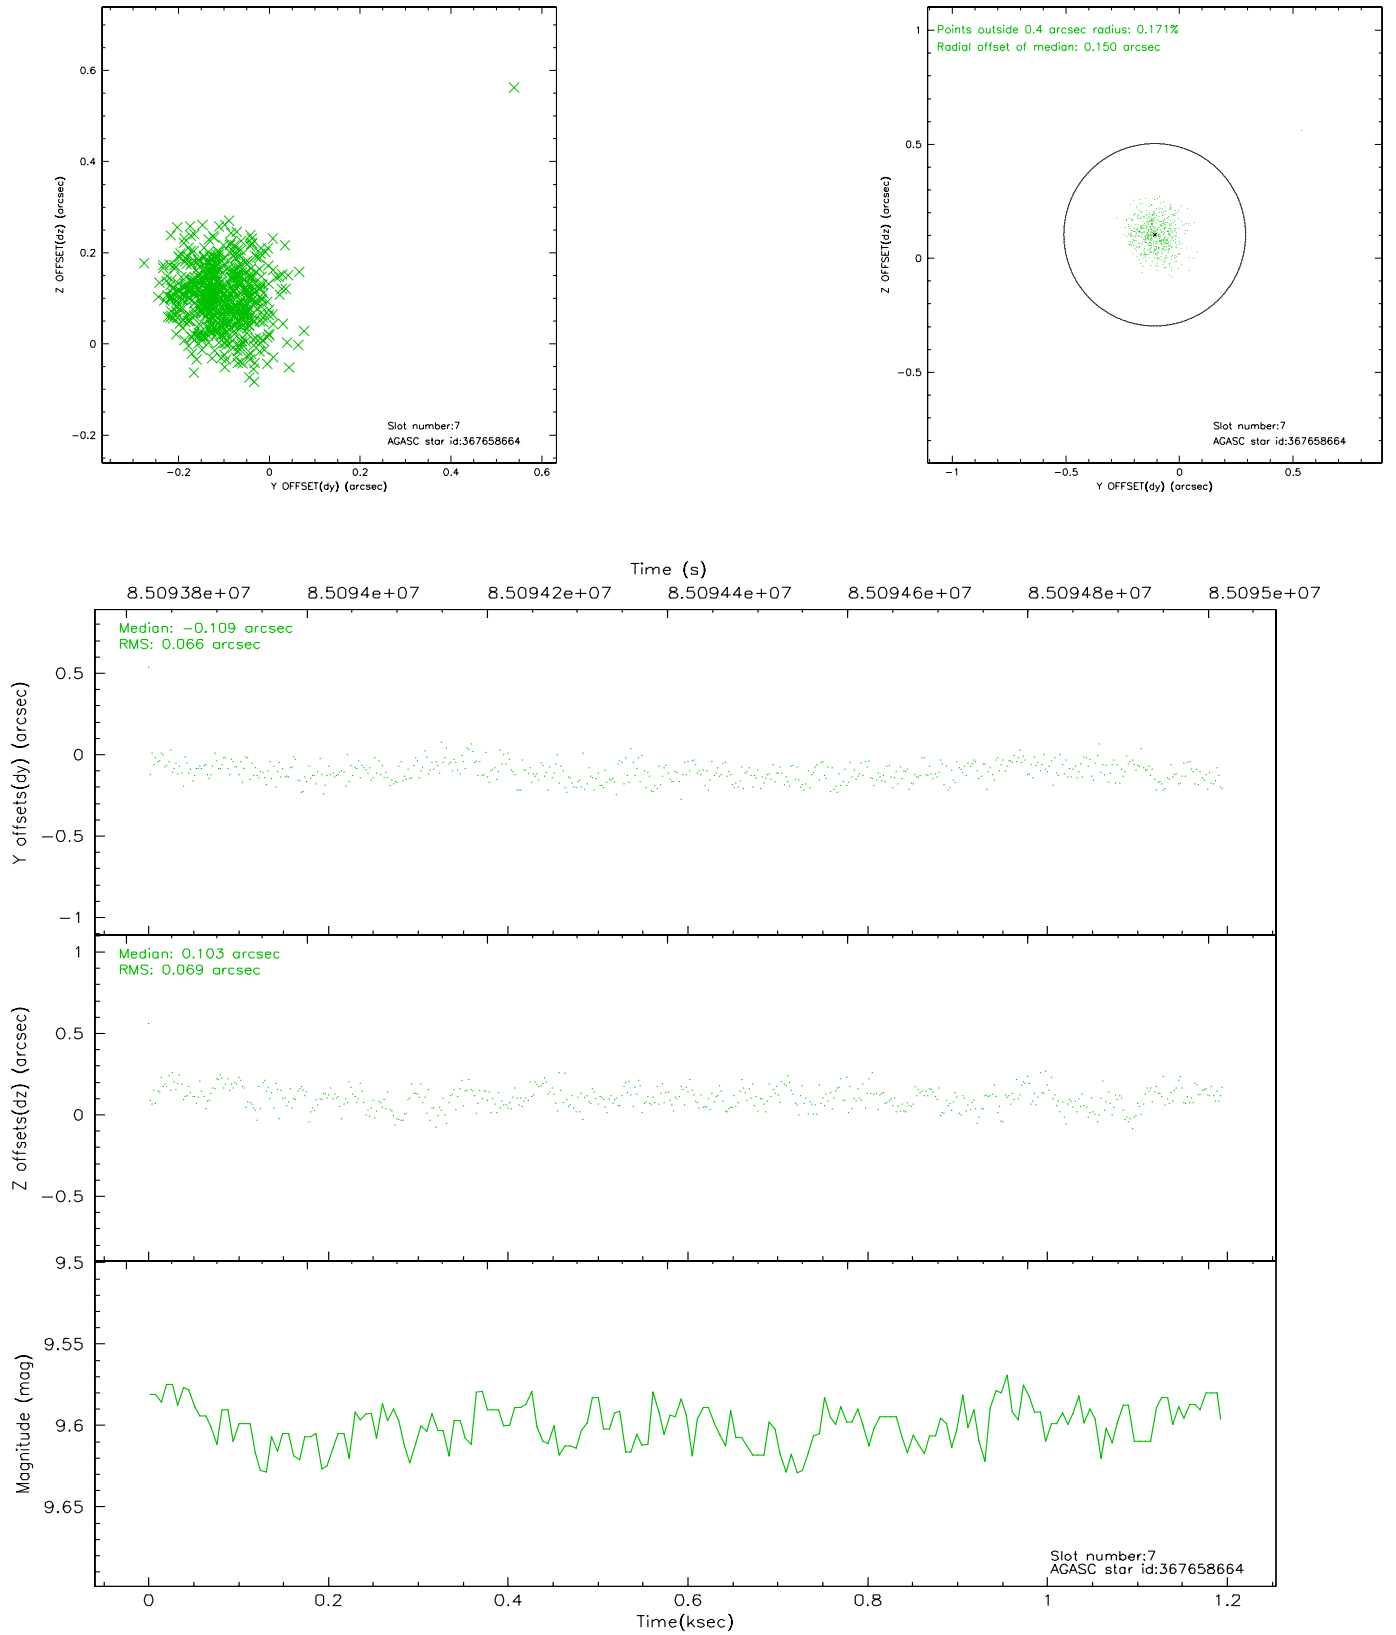 0.6
0.4
0.2
0
−0.2
Z OFFSET(dz) (arcsec)
Slot number:7
AGASC star id:367658664
−0.2 0 0.2 0.4 0.6
Y OFFSET(dy) (arcsec)
Points outside 0.4 arcsec radius: 0.171%
Radial offset of median: 0.150 arcsec
1
0.5
0
−0.5
Z OFFSET(dz) (arcsec)
Slot number:7
AGASC star id:367658664
−1 −0.5 0 0.5
Y OFFSET(dy) (arcsec)
Time (s)
8.50938e+07 8.5094e+07 8.50942e+07 8.50944e+07 8.50946e+07 8.50948e+07 8.5095e+07
Median: −0.109 arcsec
RMS: 0.066 arcsec
0.5
0
−0.5
−1
Y offsets(dy) (arcsec)
Median: 0.103 arcsec
RMS: 0.069 arcsec
1
0.5
0
−0.5
Z offsets(dz) (arcsec)
9.5
9.55
9.6
9.65
Magnitude (mag)
Slot number:7
AGASC star id:367658664
0 0.2 0.4 0.6 0.8 1 1.2
Time(ksec)